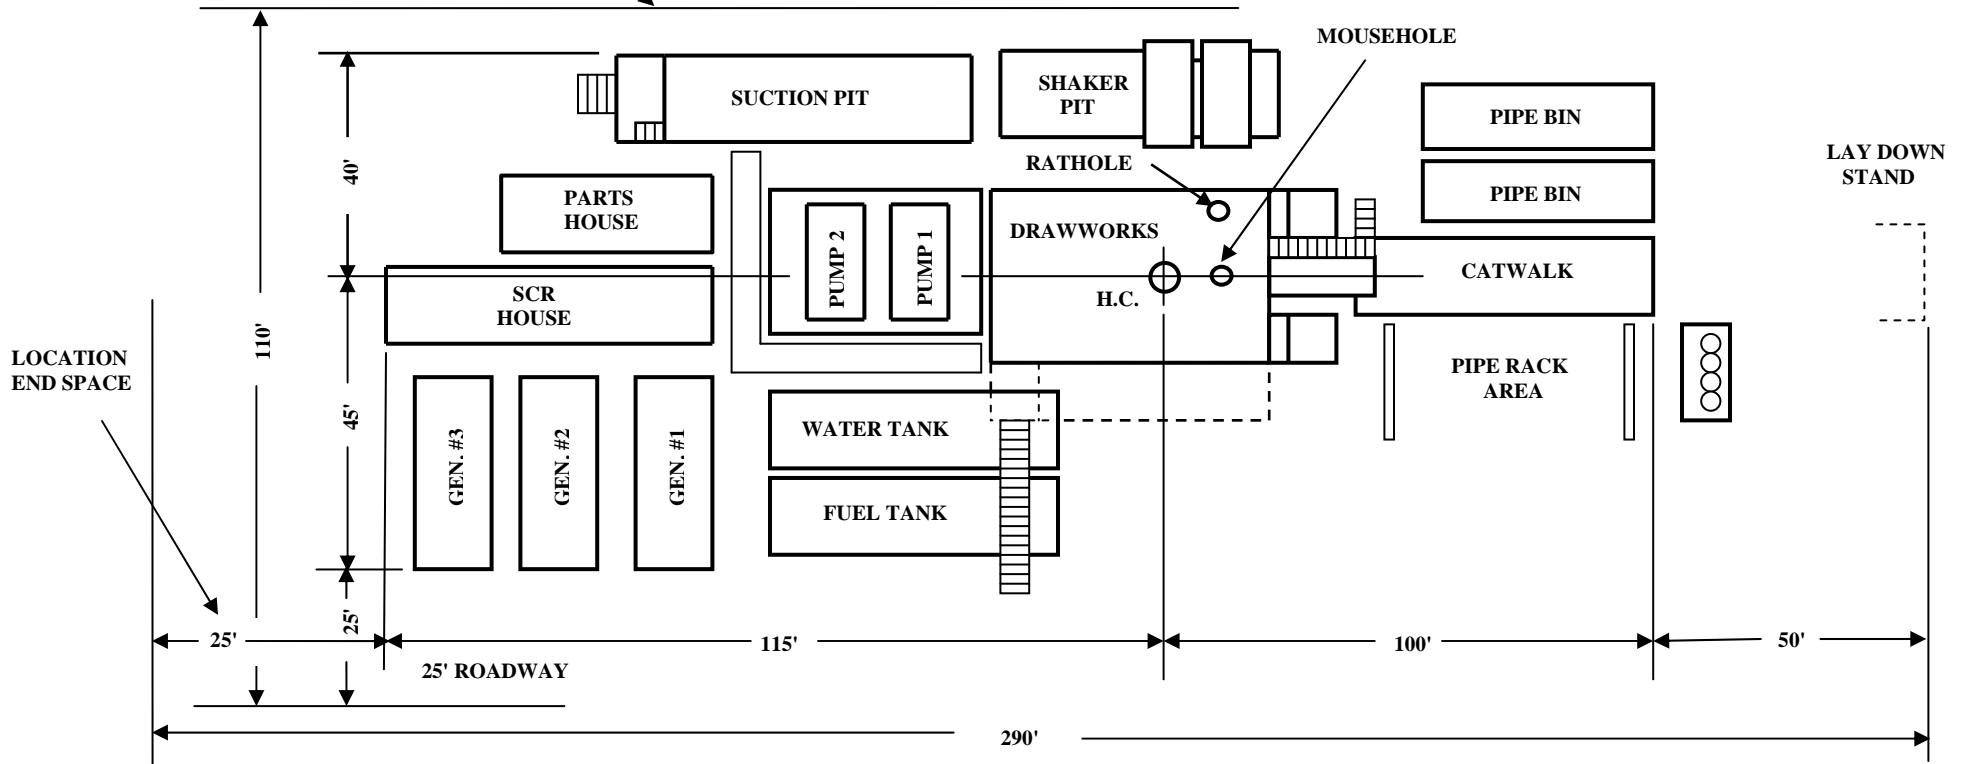 MOUSEHOLE
SHAKER
PIT
SUCTION PIT
PIPE BIN
LAY DOWN
STAND
RATHOLE
40'
PARTS
HOUSE
PIPE BIN
DRAWWORKS
PUMP 2
PUMP 1
CATWALK
SCR
HOUSE
H.C.
110'
LOCATION
END SPACE
PIPE RACK
AREA
45'
GEN. #3
GEN. #2
GEN. #1
WATER TANK
FUEL TANK
25'
25'
115'
100'
50'
25' ROADWAY
290'